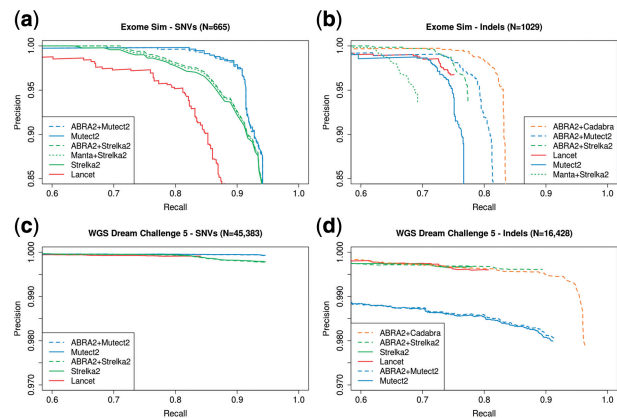 (a)
Exome Sim - SNVs (N=665)
Precision
1.00
0.95
0.90
0.85
ABRA2+Mutect2
Mutect2
ABRA2+Strelka2
Manta+Strelka2
Strelka2
Lancet
0.6 0.7 0.8 0.9 1.0
Recall
(b)
Exome Sim - Indels (N=1029)
Precision
1.00
0.95
0.90
0.85
ABRA2+Cadabra
ABRA2+Mutect2
ABRA2+Strelka2
Lancet
Mutect2
Manta+Strelka2
0.6 0.7 0.8 0.9 1.0
Recall
(c)
WGS Dream Challenge 5 - SNVs (N=45,383)
Precision
1.000
0.990
0.980
0.970
ABRA2+Mutect2
Mutect2
ABRA2+Strelka2
Strelka2
Lancet
0.6 0.7 0.8 0.9 1.0
Recall
(d)
WGS Dream Challenge 5 - Indels (N=16,428)
Precision
1.000
0.990
0.980
0.970
ABRA2+Cadabra
ABRA2+Strelka2
Strelka2
Lancet
ABRA2+Mutect2
Mutect2
0.6 0.7 0.8 0.9 1.0
Recall